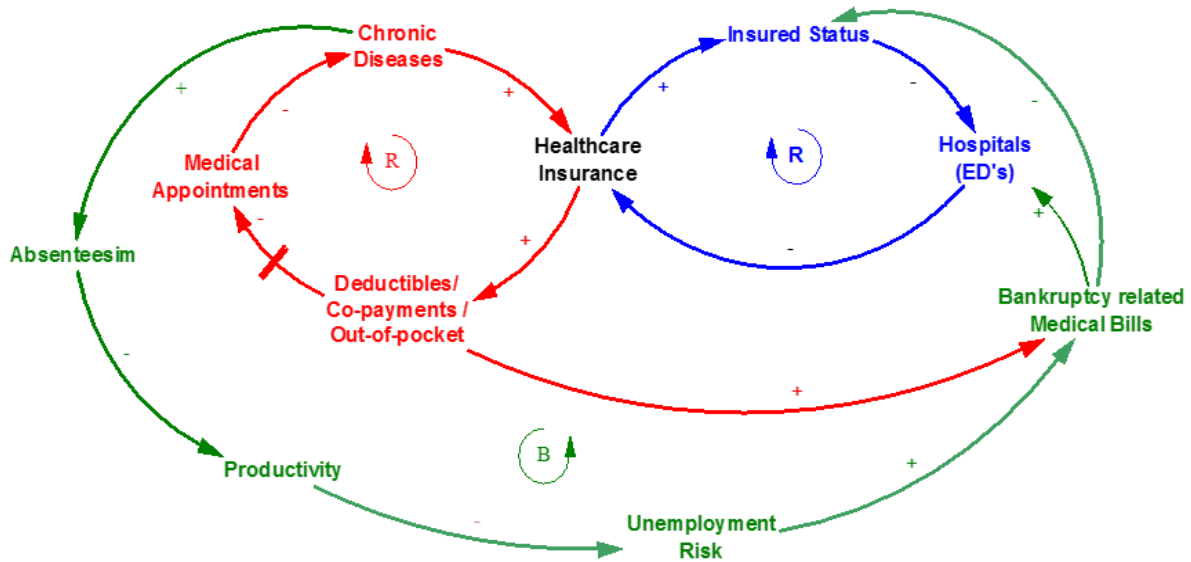 Chronic
Diseases
Insured Status
+
-
+
+
-
-
Healthcare
Insurance
Hospitals
(ED's)
R
R
Medical
Appointments
-
+
+
-
Absenteesim
Deductibles/
Co-payments /
Out-of-pocket
Bankruptcy related
Medical Bills
-
+
B
+
Productivity
-
Unemployment
Risk